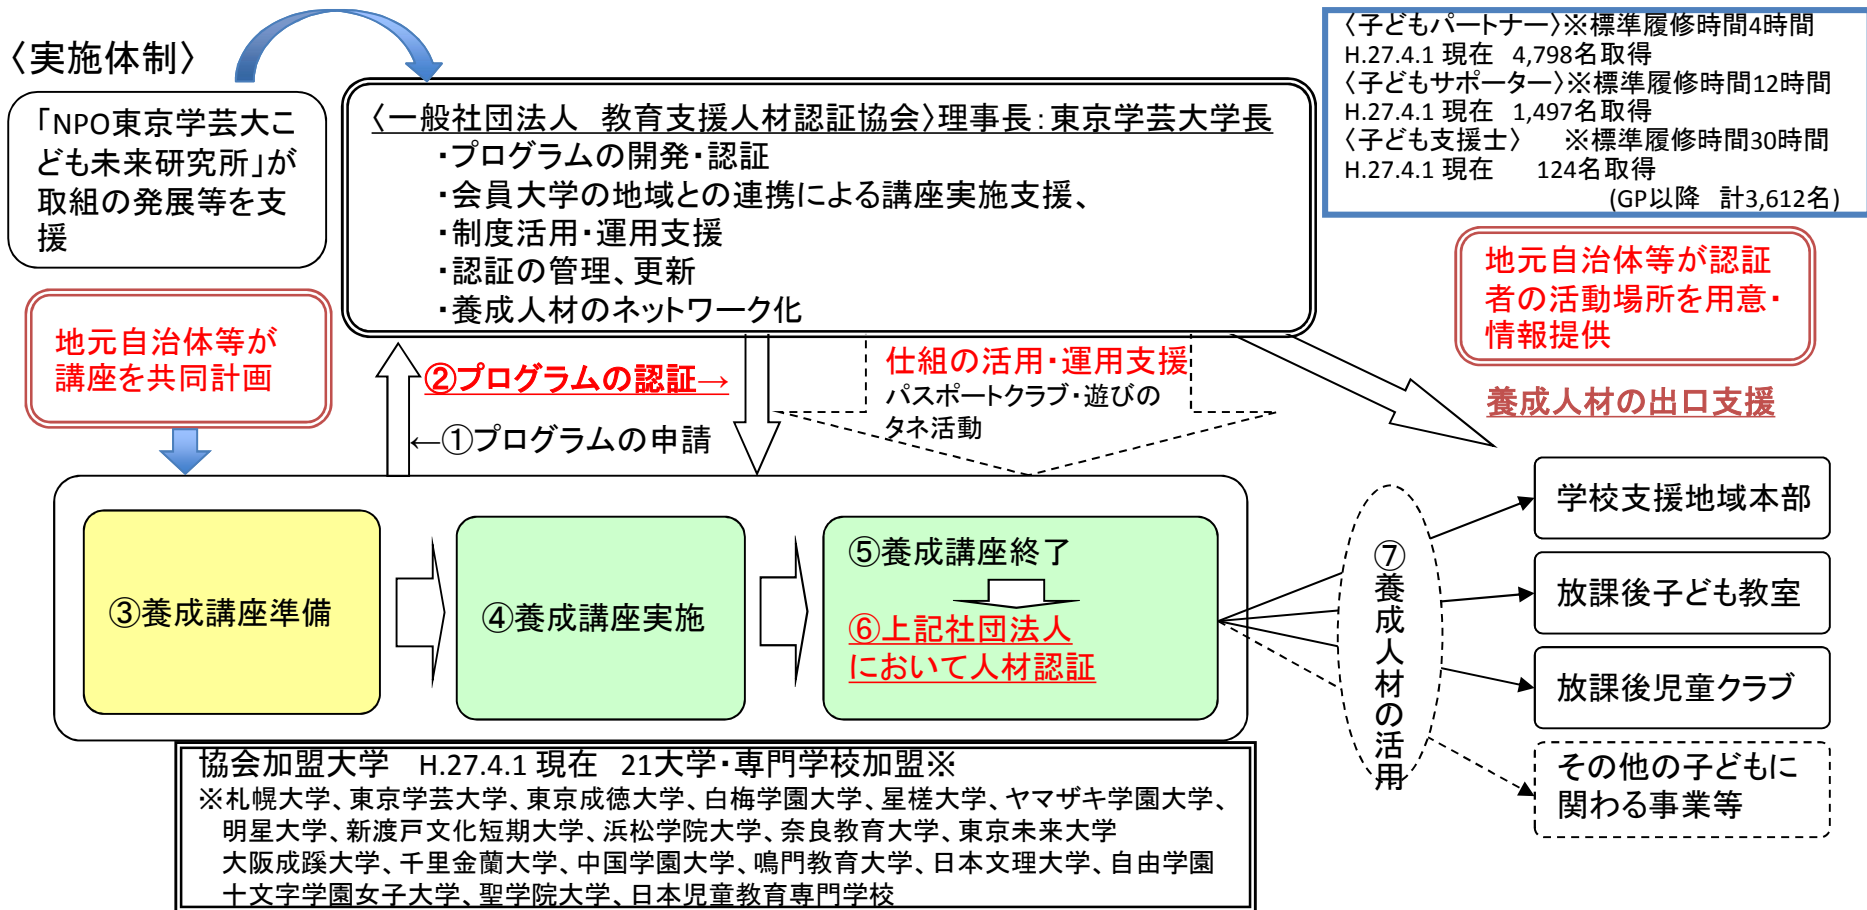 〈実施体制〉
「NPO東京学芸大こ
ども未来研究所」が
取組の発展等を支
援
〈一般社団法人　教育支援人材認証協会〉理事長：東京学芸大学長
・プログラムの開発・認証
・会員大学の地域との連携による講座実施支援、
・制度活用・運用支援
・認証の管理、更新
・養成人材のネットワーク化
〈子どもパートナー〉※標準履修時間4時間
H.27.4.1 現在　4,798名取得
〈子どもサポーター〉※標準履修時間12時間
H.27.4.1 現在　1,497名取得
〈子ども支援士〉　※標準履修時間30時間
H.27.4.1 現在　　124名取得
(GP以降　計3,612名)
地元自治体等が認証
者の活動場所を用意・
情報提供
地元自治体等が
講座を共同計画
②プログラムの認証→
←①プログラムの申請
仕組の活用・運用支援
パスポートクラブ・遊びの
タネ活動
養成人材の出口支援
③養成講座準備
④養成講座実施
⑤養成講座終了
⑥上記社団法人
において人材認証
⑦養成人材の活用
学校支援地域本部
放課後子ども教室
放課後児童クラブ
その他の子どもに
関わる事業等
協会加盟大学　H.27.4.1 現在　21大学・専門学校加盟※
※札幌大学、東京学芸大学、東京成徳大学、白梅学園大学、星槎大学、ヤマザキ学園大学、
明星大学、新渡戸文化短期大学、浜松学院大学、奈良教育大学、東京未来大学
大阪成蹊大学、千里金蘭大学、中国学園大学、鳴門教育大学、日本文理大学、自由学園
十文字学園女子大学、聖学院大学、日本児童教育専門学校